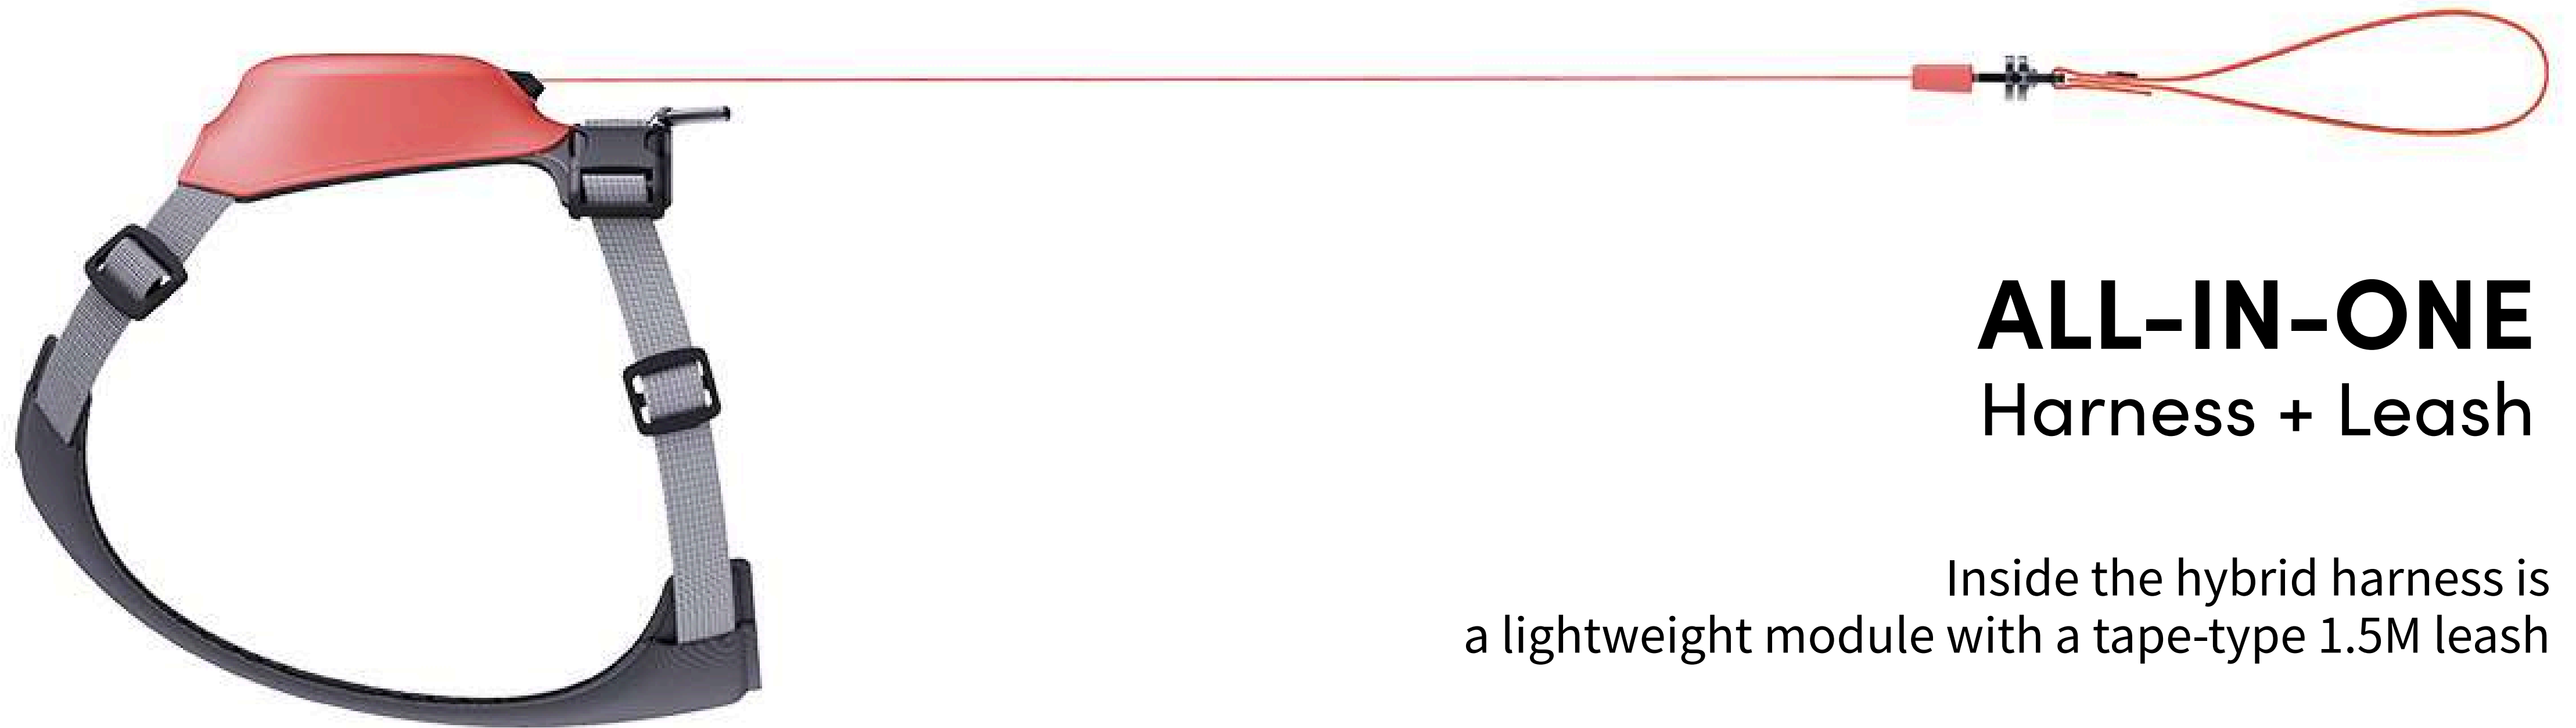 ALL-IN-ONE
Harness + Leash
Inside the hybrid harness is
a lightweight module with a tape-type 1.5M leash